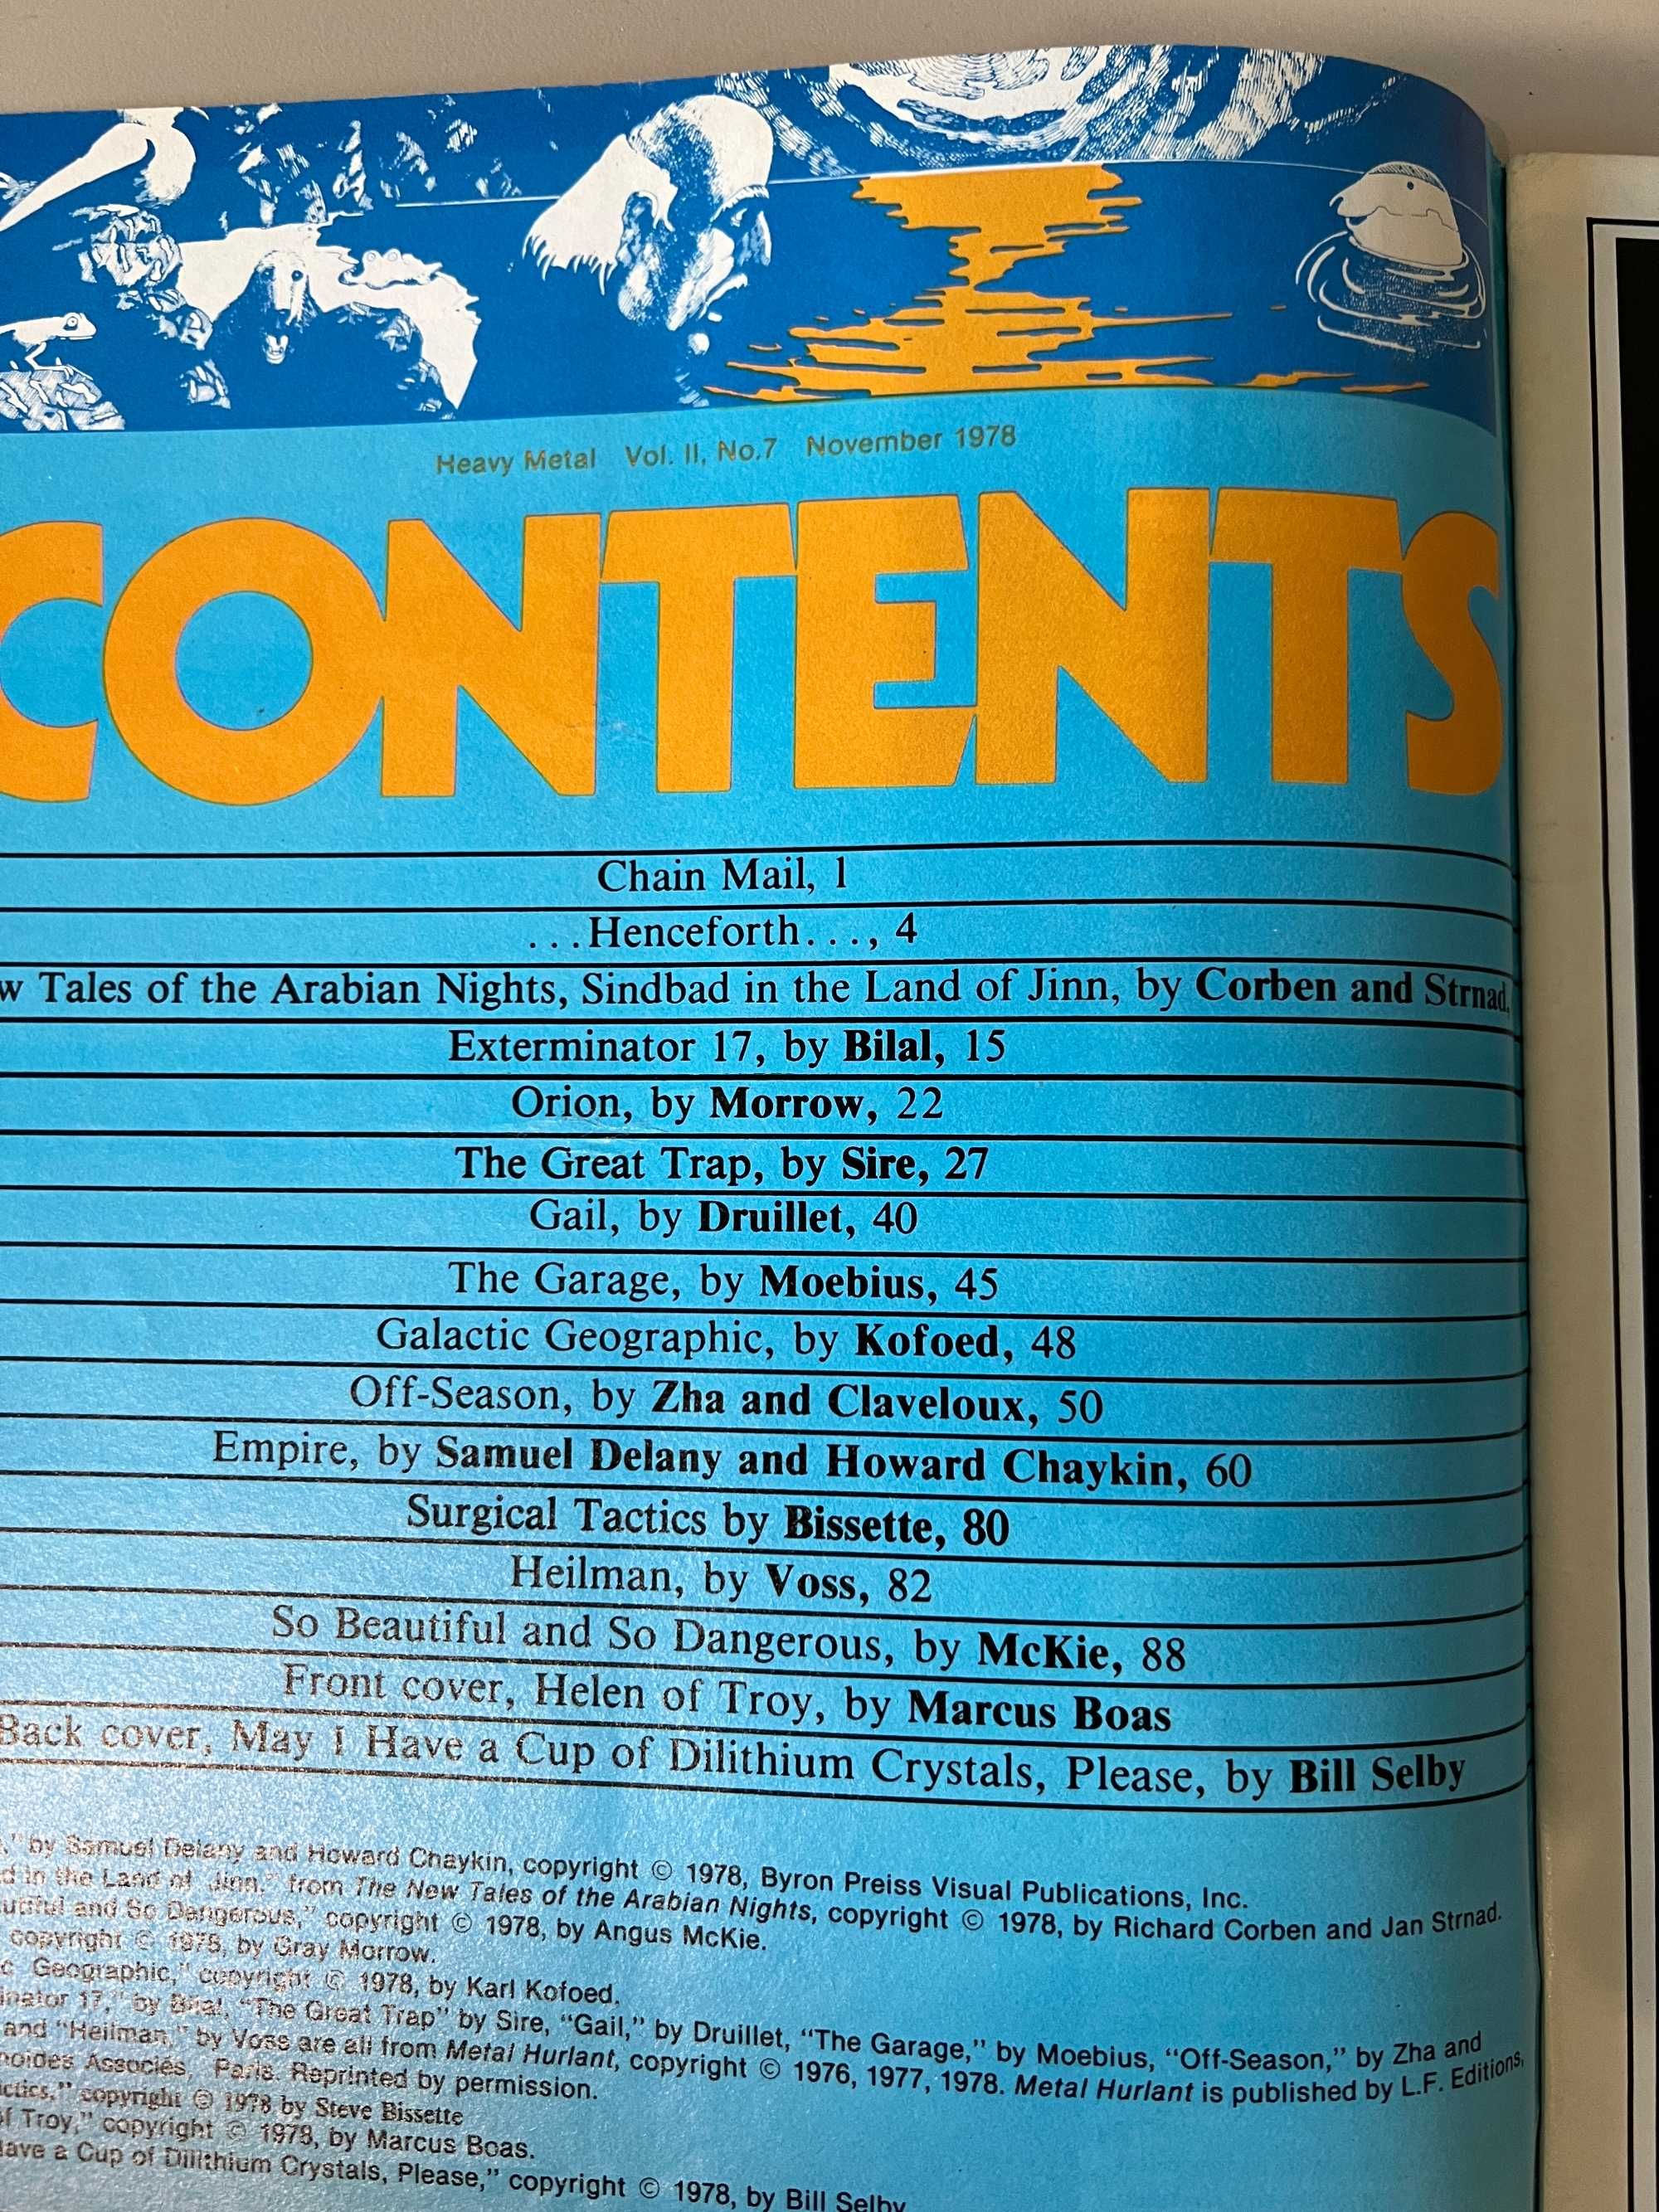 Heavy Metal Vol. II, No.7 November 1978
CONTENTS
Chain Mail, 1
...Henceforth..., 4
w Tales of the Arabian Nights, Sindbad in the Land of Jinn, by Corben and Strnad,
Exterminator 17, by Bilal, 15
Orion, by Morrow, 22
The Great Trap, by Sire, 27
Gail, by Druillet, 40
The Garage, by Moebius, 45
Galactic Geographic, by Kofoed, 48
Off-Season, by Zha and Claveloux, 50
Empire, by Samuel Delany and Howard Chaykin, 60
Surgical Tactics by Bissette, 80
Heilman, by Voss, 82
So Beautiful and So Dangerous, by McKie, 88
Front cover, Helen of Troy, by Marcus Boas
Back cover, May I Have a Cup of Dilithium Crystals, Please, by Bill Selby
," by Samuel Delany and Howard Chaykin, copyright © 1978, Byron Preiss Visual Publications, Inc.
d in the Land of Jinn," from The New Tales of the Arabian Nights, copyright © 1978, by Richard Corben and Jan Strnad.
utiful and So Dangerous," copyright © 1978, by Angus McKie.
copyright © 1978, by Gray Morrow.
c Geographic," copyright © 1978, by Karl Kofoed.
inator 17," by Bilal, "The Great Trap" by Sire, "Gail," by Druillet, "The Garage," by Moebius, "Off-Season," by Zha and
and "Heilman," by Voss are all from Metal Hurlant, copyright © 1976, 1977, 1978. Metal Hurlant is published by L.F. Editions,
noides Associés, Paris. Reprinted by permission.
actics," copyright © 1978 by Steve Bissette
of Troy," copyright © 1978, by Marcus Boas.
Have a Cup of Dilithium Crystals, Please," copyright © 1978, by Bill Selby